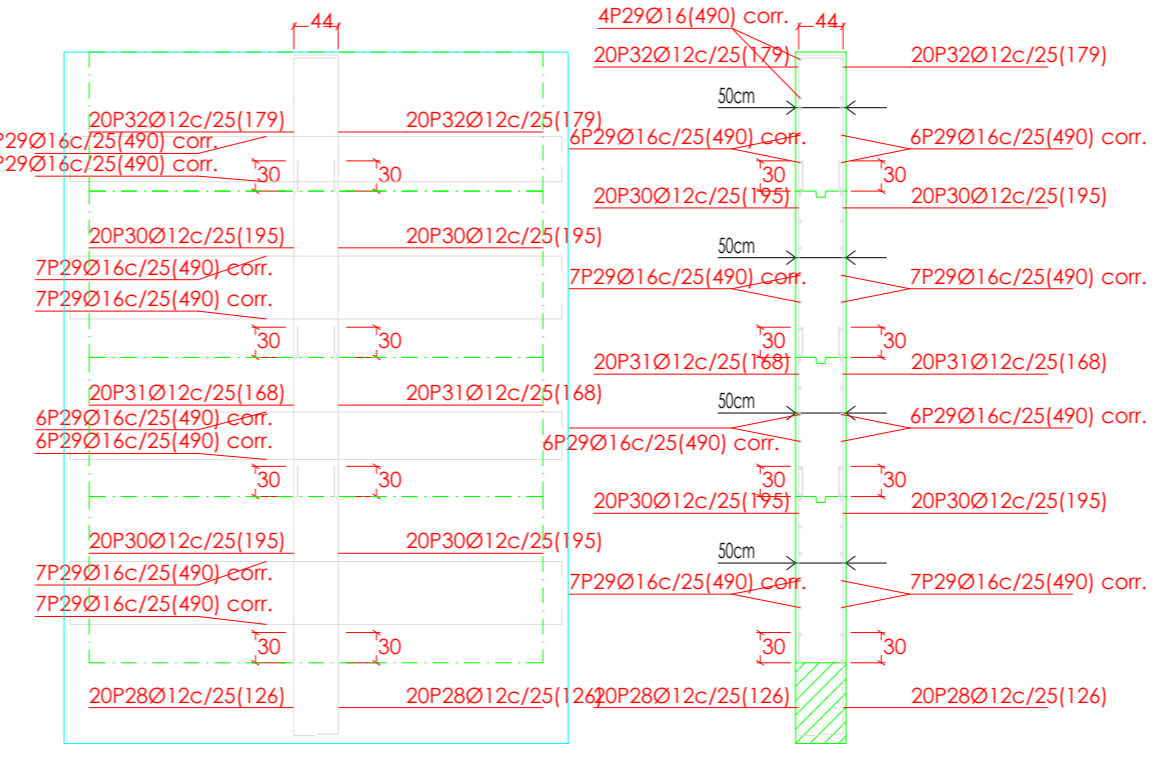 4P29Ø16(490) corr.
44
44
20P32Ø12c/25(179)
20P32Ø12c/25(179)
50cm
20P32Ø12c/25(179)
20P32Ø12c/25(179)
P29Ø16c/25(490) corr.
6P29Ø16c/25(490) corr.
6P29Ø16c/25(490) corr.
P29Ø16c/25(490) corr.
30
30
30
30
20P30Ø12c/25(195)
20P30Ø12c/25(195)
20P30Ø12c/25(195)
20P30Ø12c/25(195)
50cm
7P29Ø16c/25(490) corr.
7P29Ø16c/25(490) corr.
7P29Ø16c/25(490) corr.
7P29Ø16c/25(490) corr.
30
30
30
30
20P31Ø12c/25(168)
20P31Ø12c/25(168)
20P31Ø12c/25(168)
20P31Ø12c/25(168)
50cm
6P29Ø16c/25(490) corr.
6P29Ø16c/25(490) corr.
6P29Ø16c/25(490) corr.
6P29Ø16c/25(490) corr.
30
30
30
30
20P30Ø12c/25(195)
20P30Ø12c/25(195)
20P30Ø12c/25(195)
20P30Ø12c/25(195)
50cm
7P29Ø16c/25(490) corr.
7P29Ø16c/25(490) corr.
7P29Ø16c/25(490) corr.
7P29Ø16c/25(490) corr.
30
30
30
30
20P28Ø12c/25(126)
20P28Ø12c/25(126)
20P28Ø12c/25(126)
20P28Ø12c/25(126)